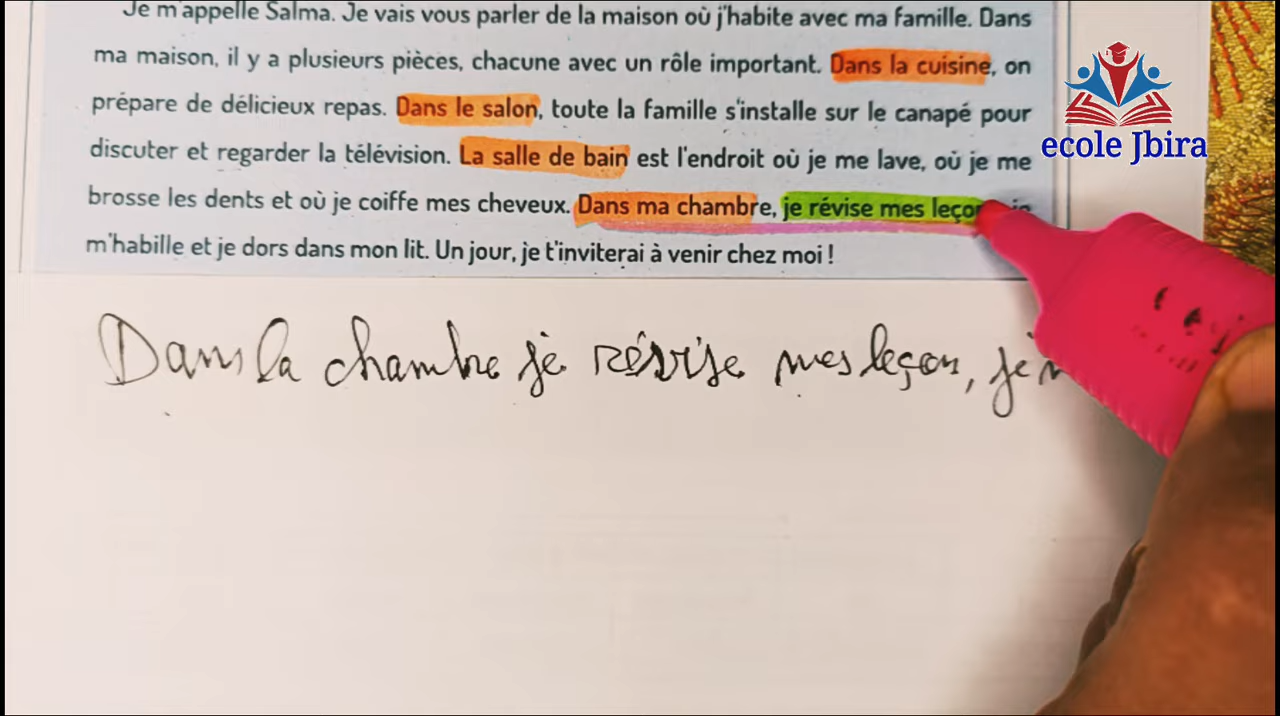 Je m'appelle Salma. Je vais vous parler de la maison où j'habite avec ma famille. Dans
ma maison, il y a plusieurs pièces, chacune avec un rôle important. Dans la cuisine, on
prépare de délicieux repas. Dans le salon, toute la famille s'installe sur le canapé pour
discuter et regarder la télévision. La salle de bain est l'endroit où je me lave, où je me
brosse les dents et où je coiffe mes cheveux. Dans ma chambre, je révise mes
m'habille et je dors dans mon lit. Un jour, je t'inviterai à venir chez moi !
ecole Jbira
Dans la chambre je révise mes leçon, je